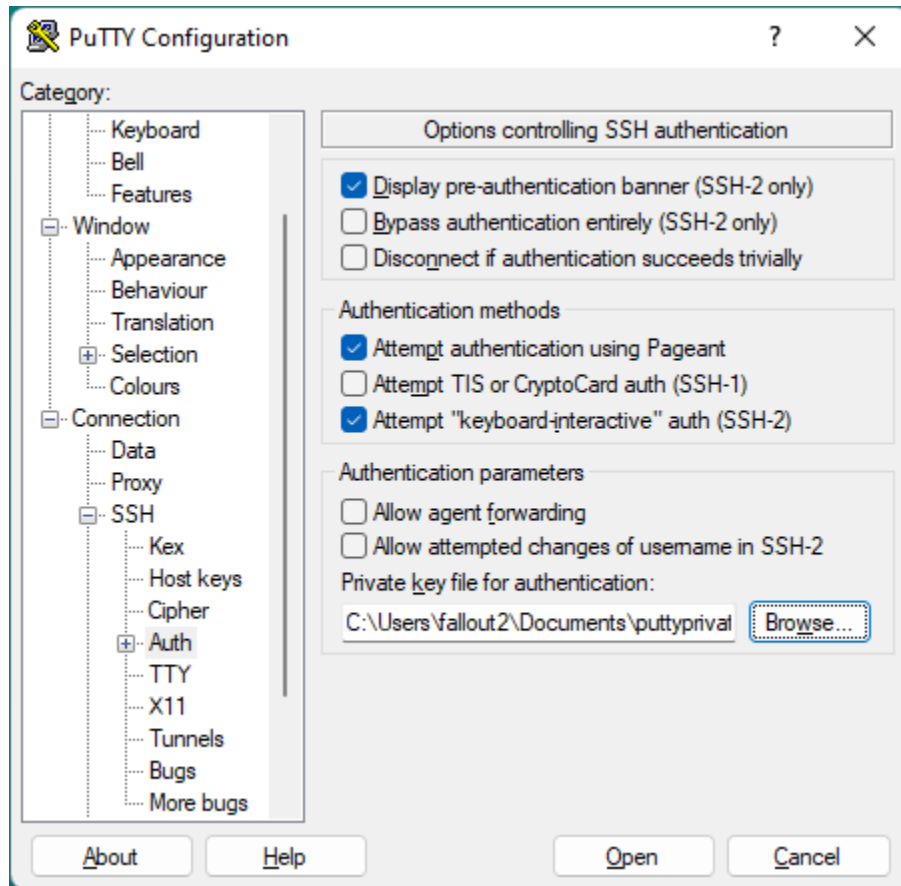 PuTTY Configuration
?
Category:
Keyboard
Bell
Features
Window
Appearance
Behaviour
Translation
Selection
Colours
Connection
Data
Proxy
SSH
Kex
Host keys
Cipher
Auth
TTY
X11
Tunnels
Bugs
More bugs
Options controlling SSH authentication
Display pre-authentication banner (SSH-2 only)
Bypass authentication entirely (SSH-2 only)
Disconnect if authentication succeeds trivially
Authentication methods
Attempt authentication using Pageant
Attempt TIS or CryptoCard auth (SSH-1)
Attempt "keyboard-interactive" auth (SSH-2)
Authentication parameters
Allow agent forwarding
Allow attempted changes of username in SSH-2
Private key file for authentication:
C:\Users\fallout2\Documents\puttyprivat
Browse...
About
Help
Open
Cancel